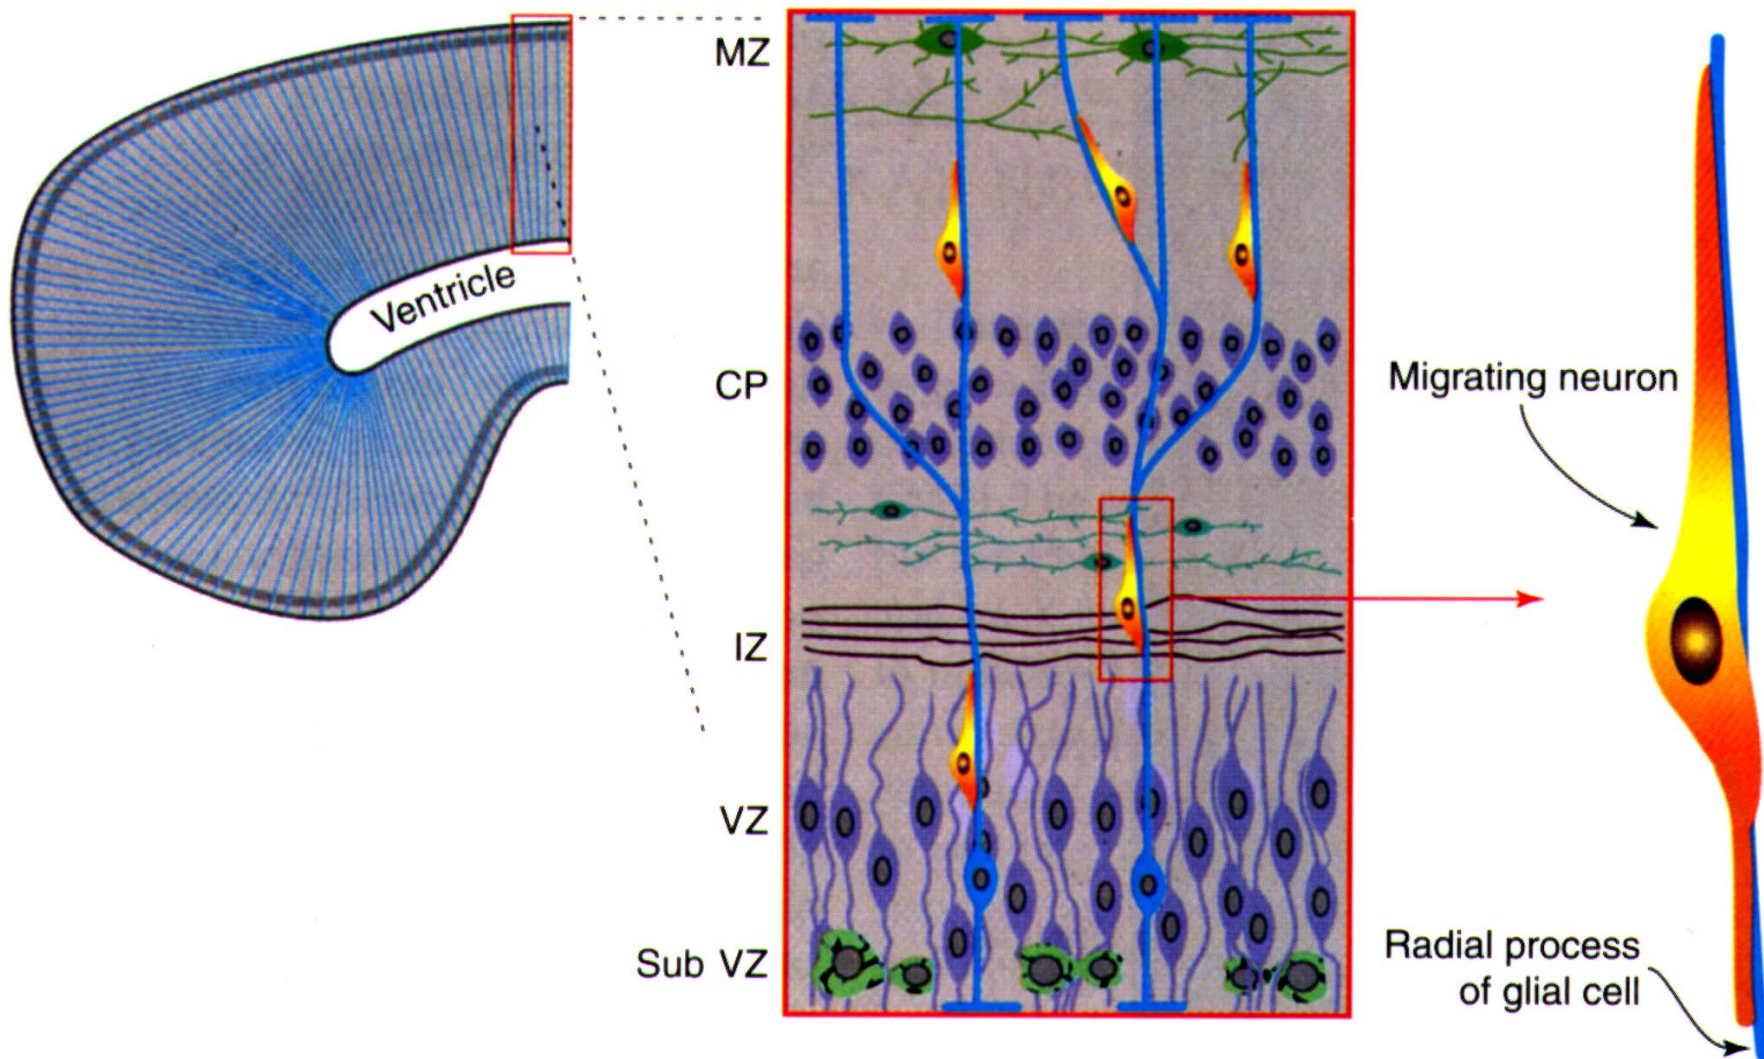 Ventricle
MZ
CP
IZ
VZ
Sub VZ
Migrating neuron
Radial process
of glial cell